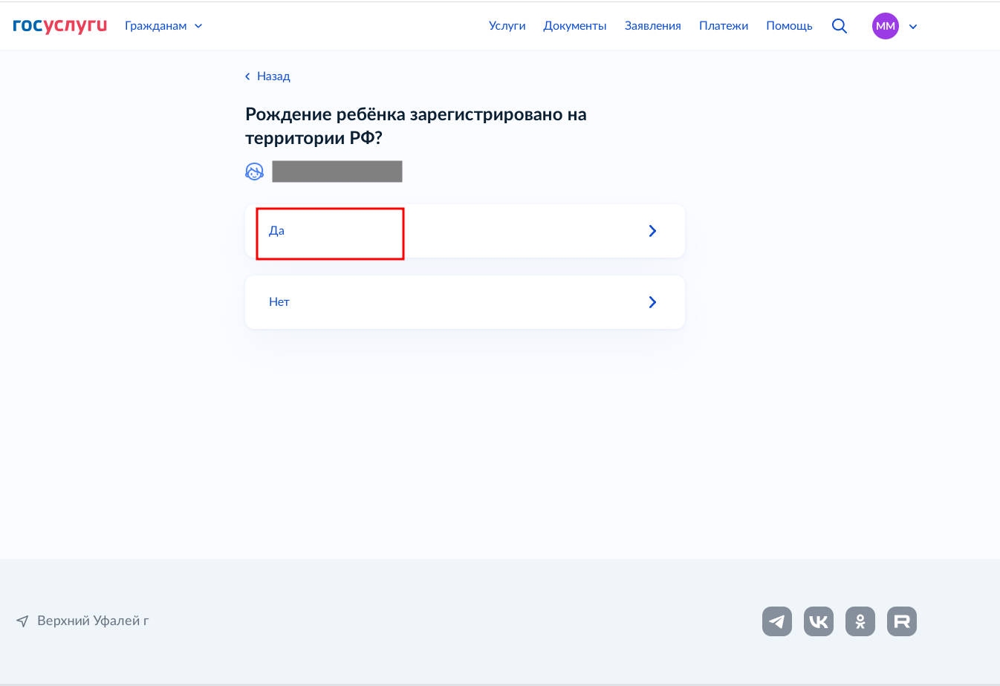 госуслуги Гражданам Услуги Документы Заявления Платежи Помощь ММ
Назад
Рождение ребёнка зарегистрировано на
территории РФ?
Да
Нет
Верхний Уфалей г